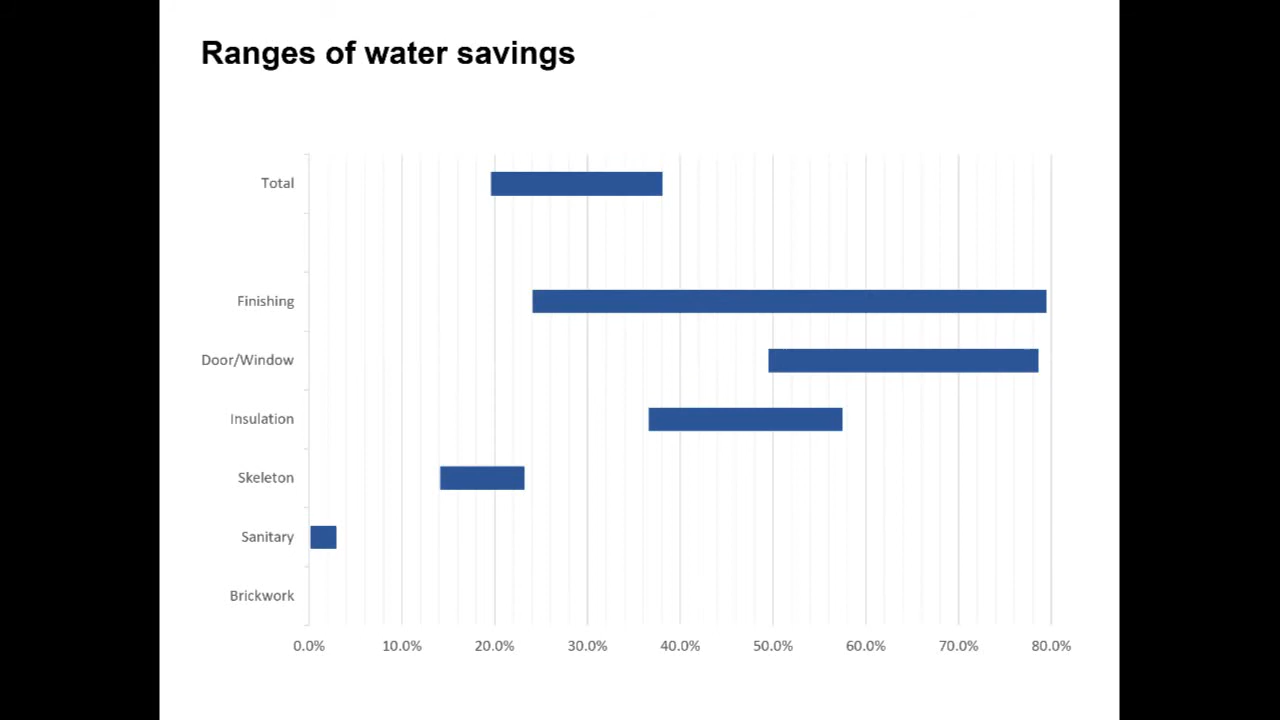 Ranges of water savings
Total
Finishing
Door/Window
Insulation
Skeleton
Sanitary
Brickwork
0.0% 10.0% 20.0% 30.0% 40.0% 50.0% 60.0% 70.0% 80.0%